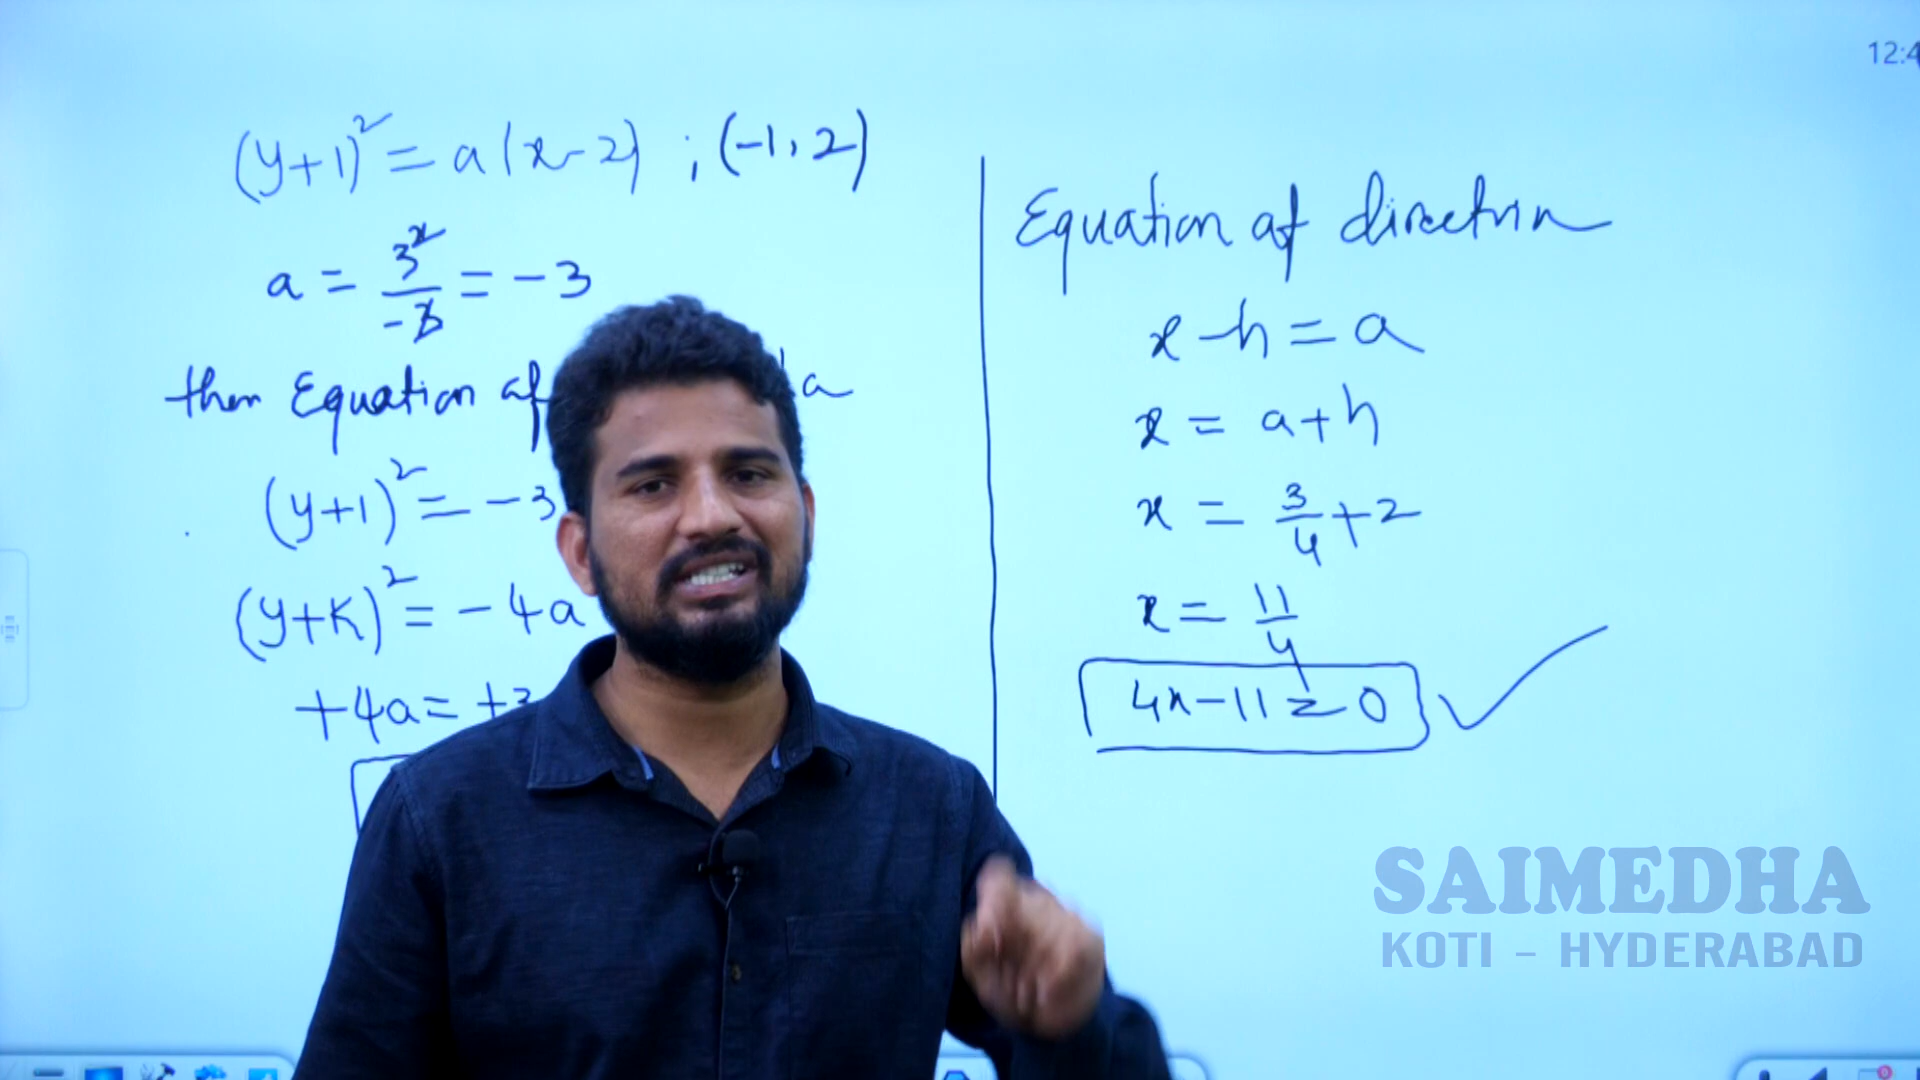 12:4
(y+1)² = a(x-2) ; (-1, 2)
a = 3²/-3 = -3
then Equation of
(y+1)² = -3
(y+K)² = -4a
+4a = +3
Equation of directrix
x - h = a
x = a + h
x = 3/4 + 2
x = 11/4
4x - 11 = 0
SAIMEDHA
KOTI - HYDERABAD